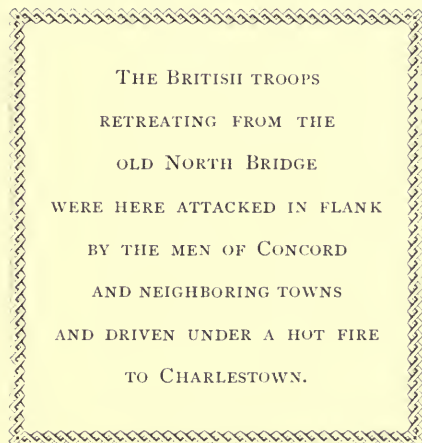 The British troops
retreating from the
old North Bridge
were here attacked in flank
by the men of Concord
and neighboring towns
and driven under a hot fire
to Charlestown.